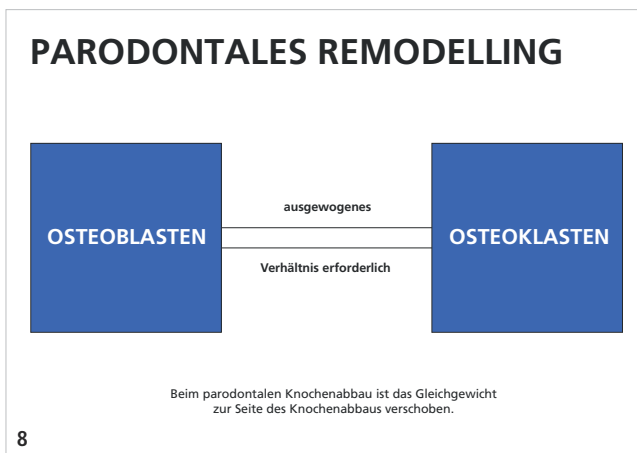 PARODONTALES REMODELLING
OSTEOBLASTEN
ausgewogenes
Verhältnis erforderlich
OSTEOKLASTEN
Beim parodontalen Knochenabbau ist das Gleichgewicht
zur Seite des Knochenabbaus verschoben.
8